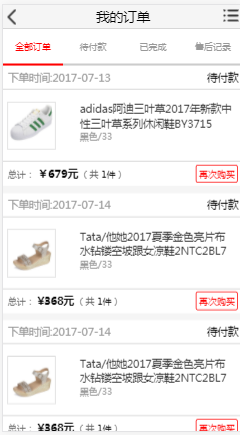 我的订单
全部订单 待付款 已完成 售后记录
下单时间:2017-07-13 待付款
adidas阿迪三叶草2017年新款中
性三叶草系列休闲鞋BY3715
黑色/33
总计： ¥679元（共1件） 再次购买
下单时间:2017-07-14 待付款
Tata/他她2017夏季金色亮片布
水钻镂空坡跟女凉鞋2NTC2BL7
黑色/33
总计： ¥368元（共1件） 再次购买
下单时间:2017-07-14 待付款
Tata/他她2017夏季金色亮片布
水钻镂空坡跟女凉鞋2NTC2BL7
黑色/33
总计： ¥368元（共1件） 再次购买